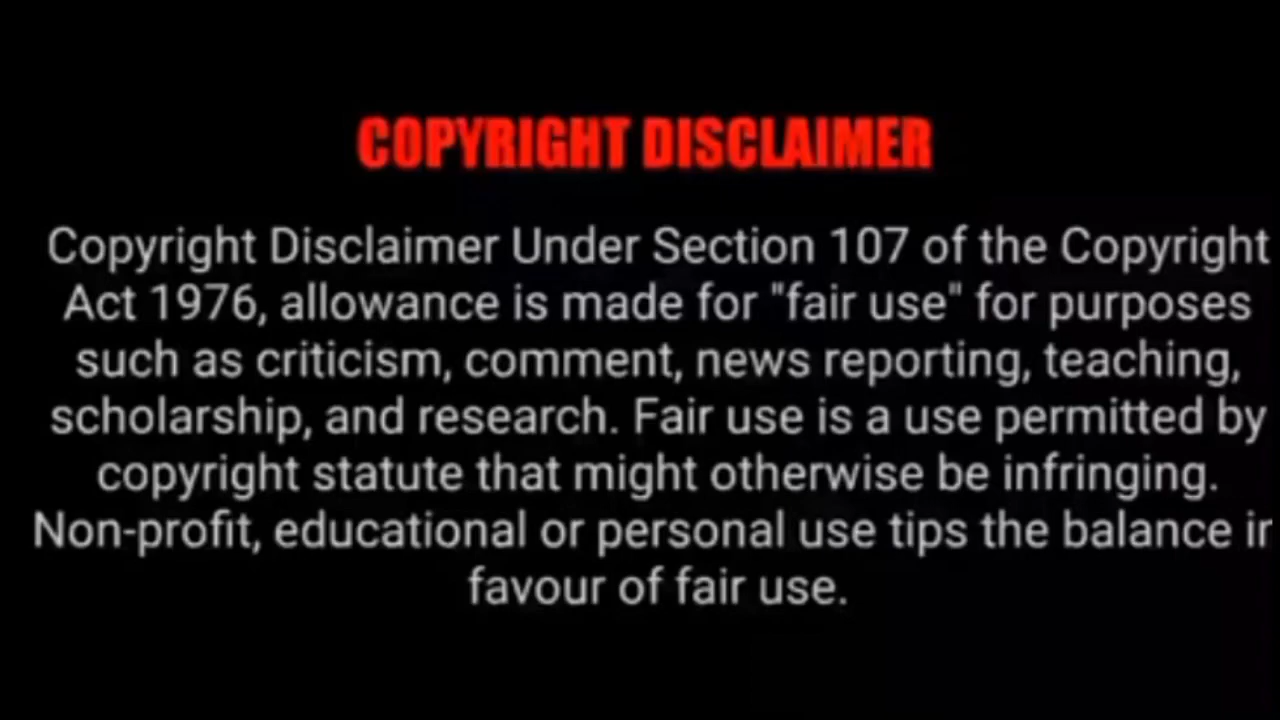 COPYRIGHT DISCLAIMER
Copyright Disclaimer Under Section 107 of the Copyright
Act 1976, allowance is made for "fair use" for purposes
such as criticism, comment, news reporting, teaching,
scholarship, and research. Fair use is a use permitted by
copyright statute that might otherwise be infringing.
Non-profit, educational or personal use tips the balance in
favour of fair use.